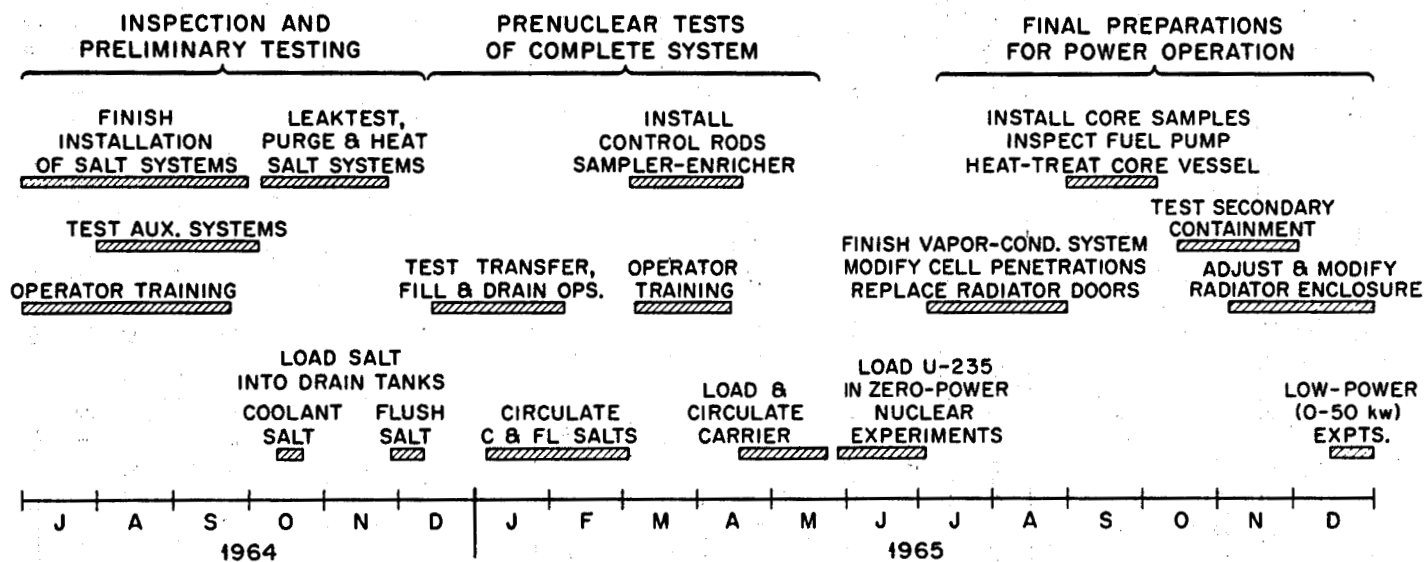 INSPECTION AND
PRELIMINARY TESTING
PRENUCLEAR TESTS
OF COMPLETE SYSTEM
FINAL PREPARATIONS
FOR POWER OPERATION
FINISH
INSTALLATION
OF SALT SYSTEMS
LEAKTEST,
PURGE & HEAT
SALT SYSTEMS
INSTALL
CONTROL RODS
SAMPLER-ENRICHER
INSTALL CORE SAMPLES
INSPECT FUEL PUMP
HEAT-TREAT CORE VESSEL
TEST AUX. SYSTEMS
TEST SECONDARY
CONTAINMENT
OPERATOR TRAINING
TEST TRANSFER,
FILL & DRAIN OPS.
OPERATOR
TRAINING
FINISH VAPOR-COND. SYSTEM
MODIFY CELL PENETRATIONS
REPLACE RADIATOR DOORS
ADJUST & MODIFY
RADIATOR ENCLOSURE
LOAD SALT
INTO DRAIN TANKS
COOLANT
SALT
FLUSH
SALT
CIRCULATE
C & FL SALTS
LOAD &
CIRCULATE
CARRIER
LOAD U-235
IN ZERO-POWER
NUCLEAR
EXPERIMENTS
LOW-POWER
(0-50 kw)
EXPTS.
J A S O N D J F M A M J J A S O N D
1964 1965